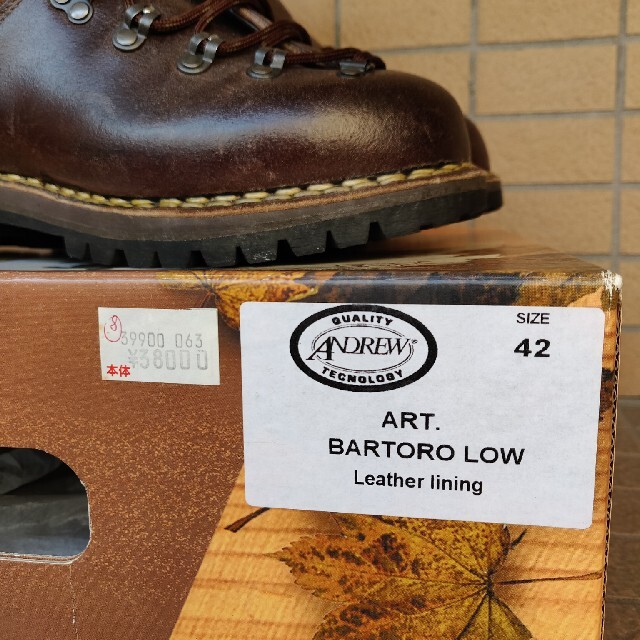 ③
39900 063
¥38000
本体
QUALITY
ANDREW®
TECNOLOGY
SIZE
42
ART.
BARTORO LOW
Leather lining